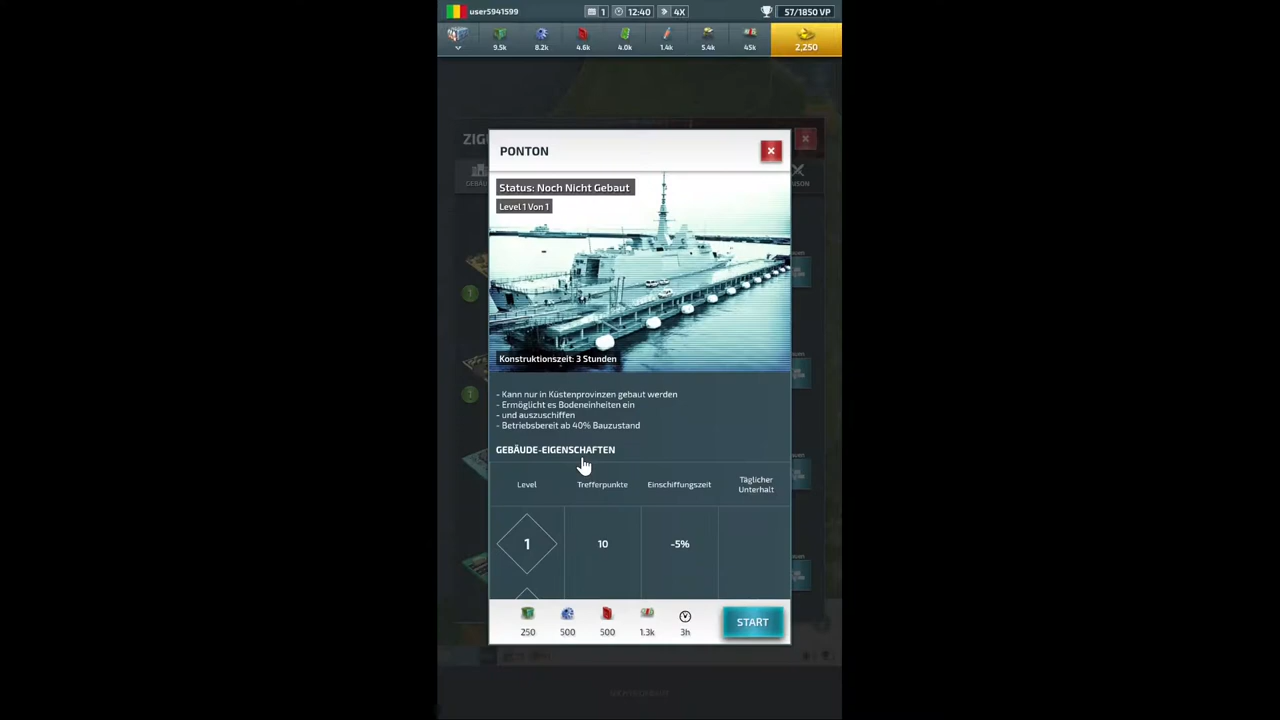 user5941599
1
12:40
4X
57/1850 VP
9.5k
8.2k
4.6k
4.0k
1.4k
5.4k
45k
2,250
PONTON
Status: Noch Nicht Gebaut
Level 1 Von 1
Konstruktionszeit: 3 Stunden
- Kann nur in Küstenprovinzen gebaut werden
- Ermöglicht es Bodeneinheiten ein
- und auszuschiffen
- Betriebsbereit ab 40% Bauzustand
GEBÄUDE-EIGENSCHAFTEN
Level
Trefferpunkte
Einschiffungszeit
Täglicher
Unterhalt
1
10
-5%
250
500
500
1.3k
3h
START